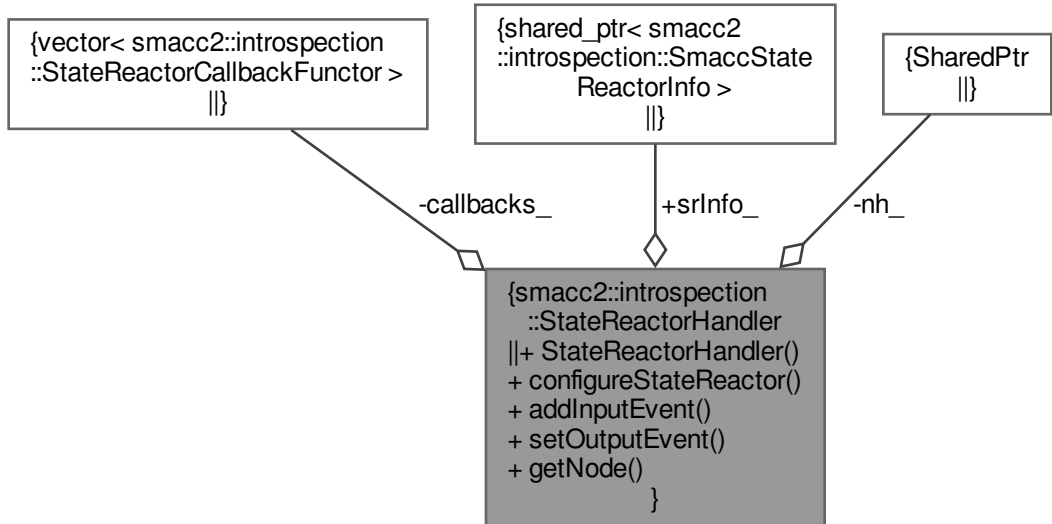 {vector< smacc2::introspection
::StateReactorCallbackFunctor >
||}
{shared_ptr< smacc2
::introspection::SmaccState
ReactorInfo >
||}
{SharedPtr
||}
-callbacks_
+srInfo_
-nh_
{smacc2::introspection
::StateReactorHandler
||+ StateReactorHandler()
+ configureStateReactor()
+ addInputEvent()
+ setOutputEvent()
+ getNode()
}